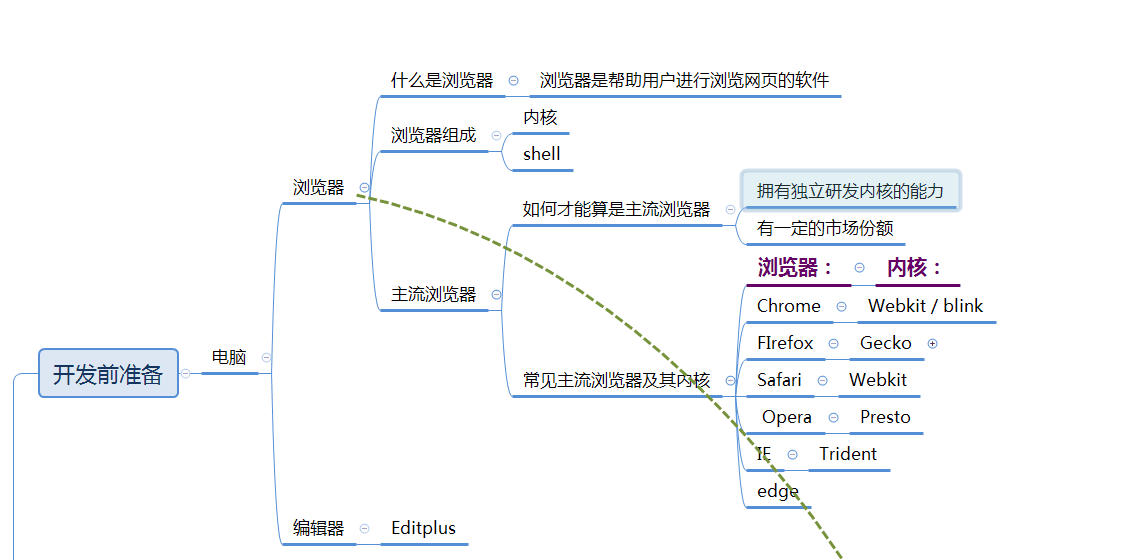 什么是浏览器 浏览器是帮助用户进行浏览网页的软件
浏览器组成
内核
shell
浏览器
如何才能算是主流浏览器
拥有独立研发内核的能力
有一定的市场份额
主流浏览器
浏览器： 内核：
Chrome Webkit / blink
FIrefox Gecko
常见主流浏览器及其内核
Safari Webkit
Opera Presto
IE Trident
edge
开发前准备
电脑
编辑器 Editplus